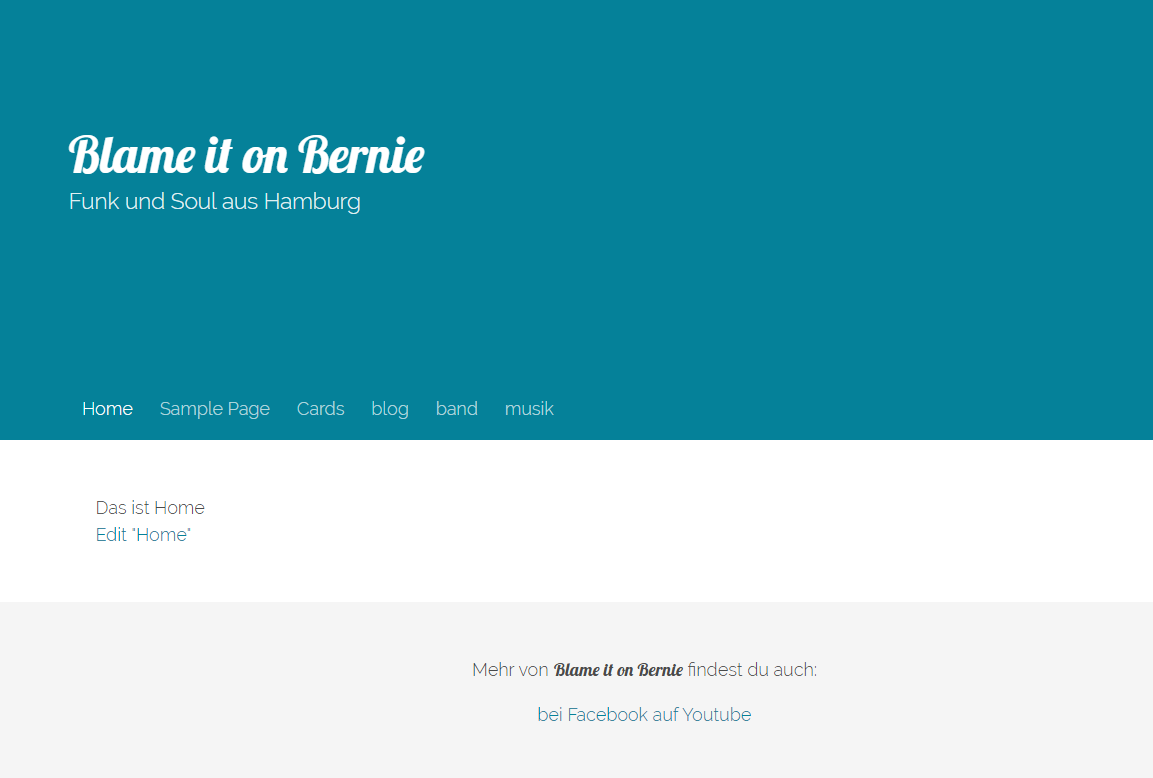 Blame it on Bernie
Funk und Soul aus Hamburg
Home Sample Page Cards blog band musik
Das ist Home
Edit "Home"
Mehr von Blame it on Bernie findest du auch:
bei Facebook auf Youtube